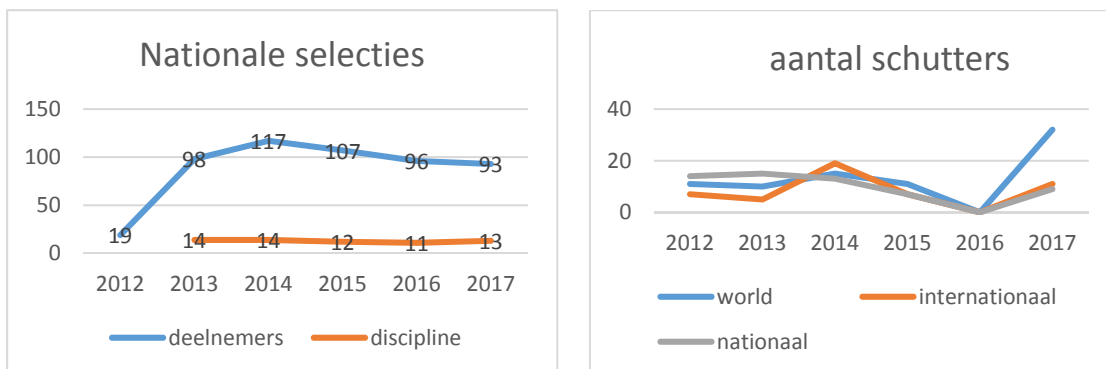 Nationale selecties
150
100
50
0
19
98
117
107
96
93
14
14
12
11
13
2012 2013 2014 2015 2016 2017
deelnemers discipline
aantal schutters
40
20
0
2012 2013 2014 2015 2016 2017
world internationaal
nationaal